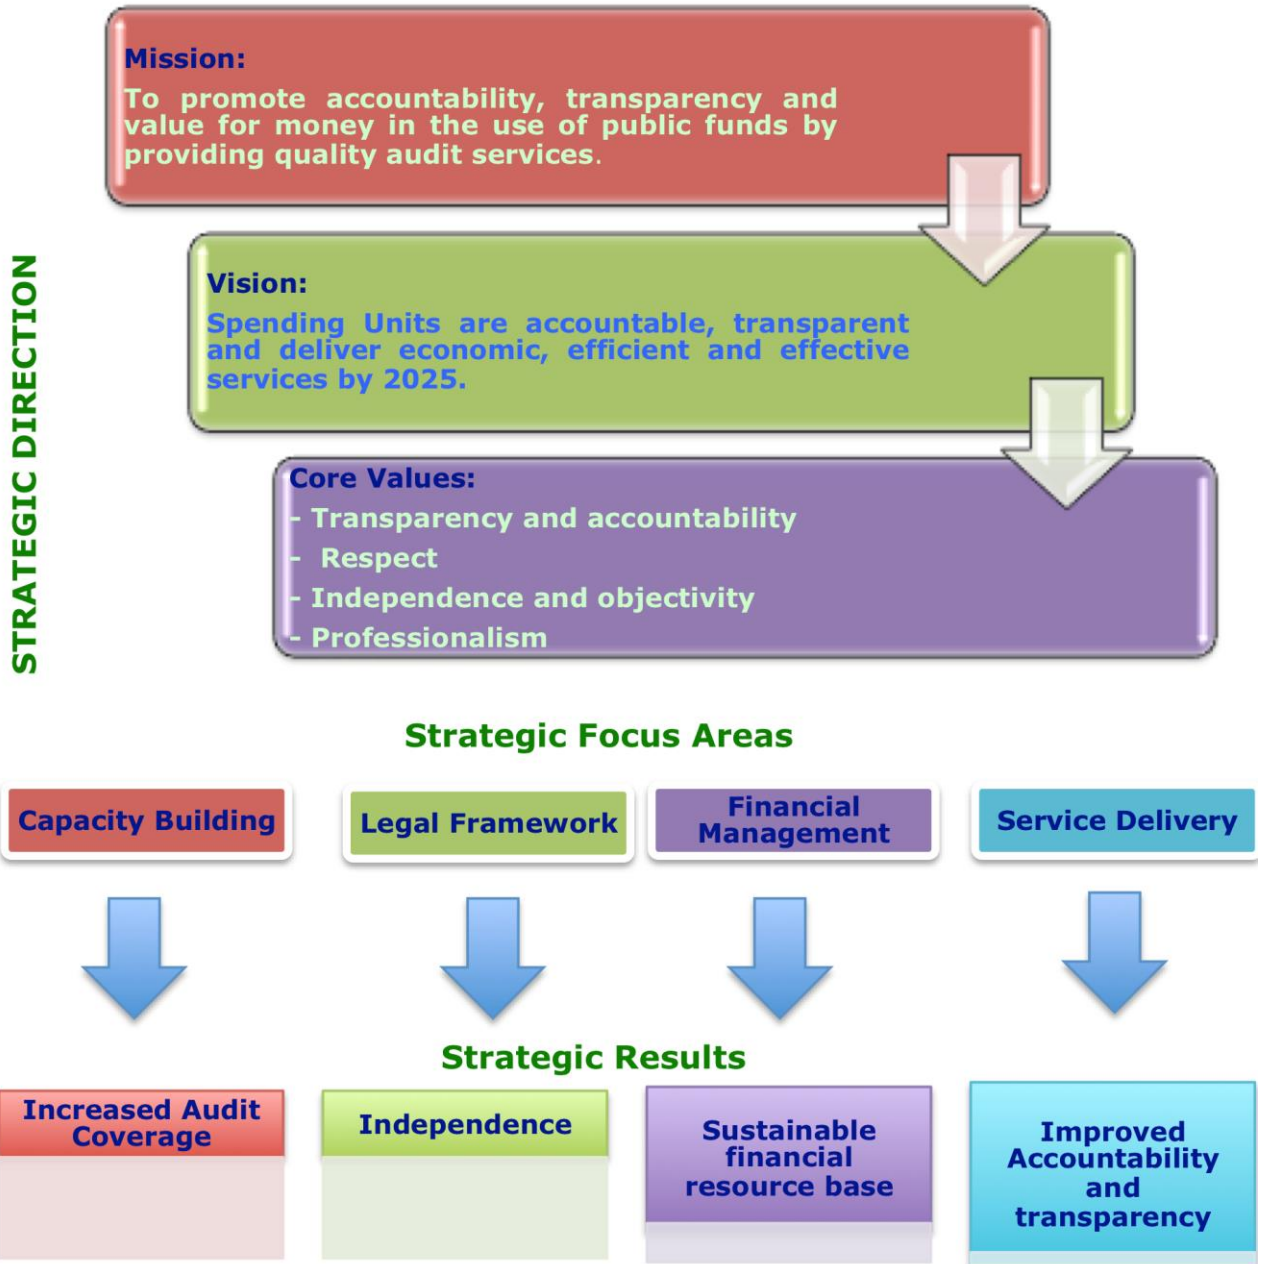 Mission:
To promote accountability, transparency and
value for money in the use of public funds by
providing quality audit services.
STRATEGIC DIRECTION
Vision:
Spending Units are accountable, transparent
and deliver economic, efficient and effective
services by 2025.
Core Values:
- Transparency and accountability
- Respect
- Independence and objectivity
- Professionalism
Strategic Focus Areas
Capacity Building
Legal Framework
Financial
Management
Service Delivery
Strategic Results
Increased Audit
Coverage
Independence
Sustainable
financial
resource base
Improved
Accountability
and
transparency